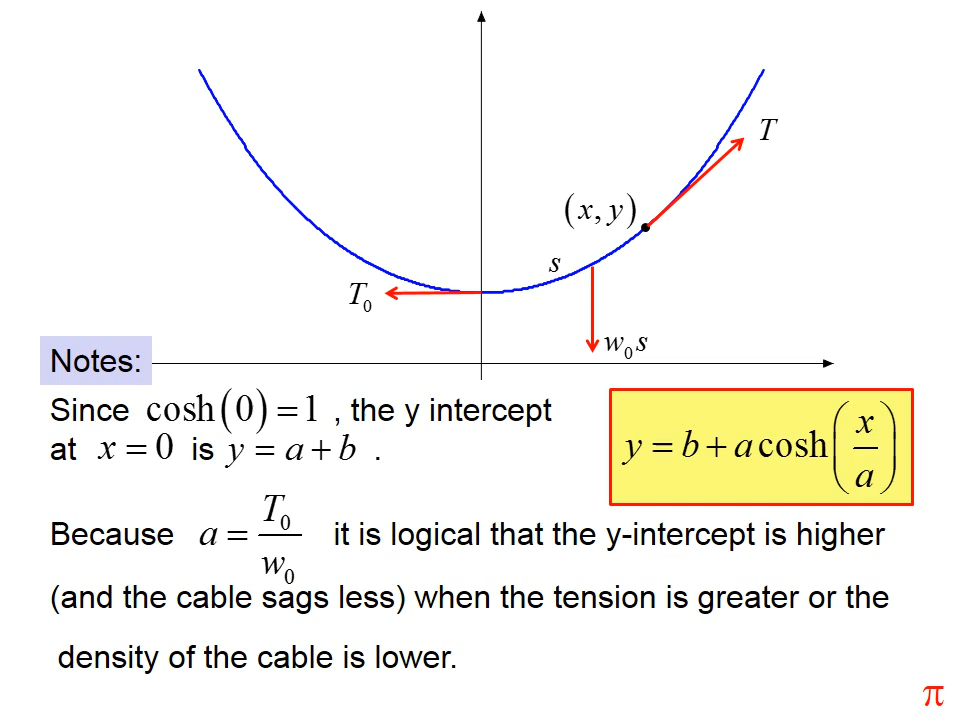 T
(x, y)
s
T₀
w₀s
Notes:
Since cosh(0) = 1 , the y intercept
at x = 0 is y = a + b .
y = b + a cosh(x/a)
Because a = T₀/w₀ it is logical that the y-intercept is higher
(and the cable sags less) when the tension is greater or the
density of the cable is lower.
π